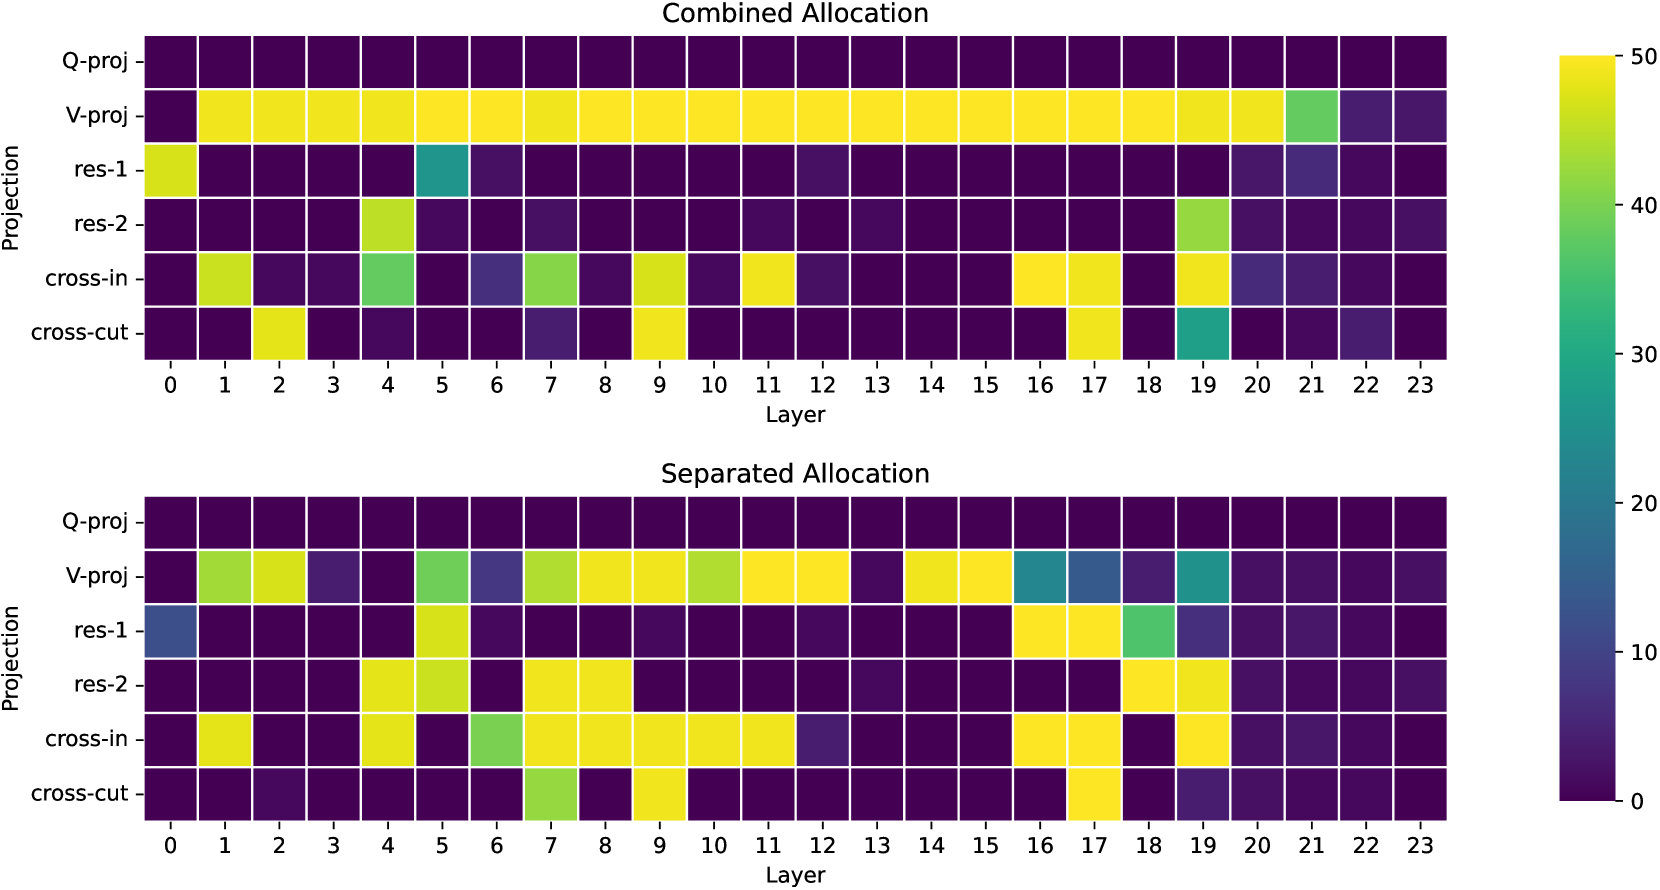 Combined Allocation
Projection
Q-proj
V-proj
res-1
res-2
cross-in
cross-cut
0 1 2 3 4 5 6 7 8 9 10 11 12 13 14 15 16 17 18 19 20 21 22 23
Layer
Separated Allocation
Projection
Q-proj
V-proj
res-1
res-2
cross-in
cross-cut
0 1 2 3 4 5 6 7 8 9 10 11 12 13 14 15 16 17 18 19 20 21 22 23
Layer
50
40
30
20
10
0